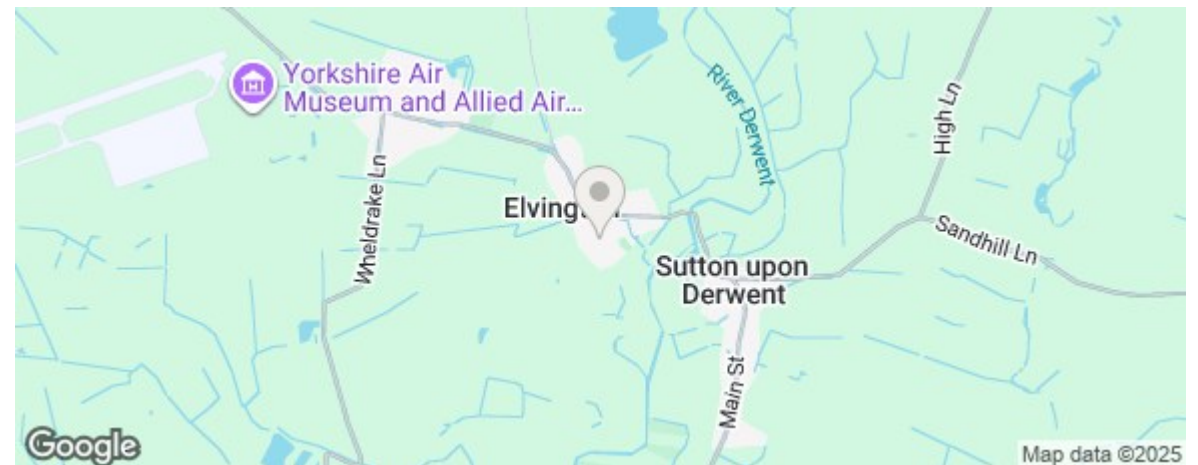 Yorkshire Air
Museum and Allied Air...
River Derwent
High Ln
Wheldrake Ln
Sandhill Ln
Sutton upon
Derwent
Main St
Google
Map data ©2025